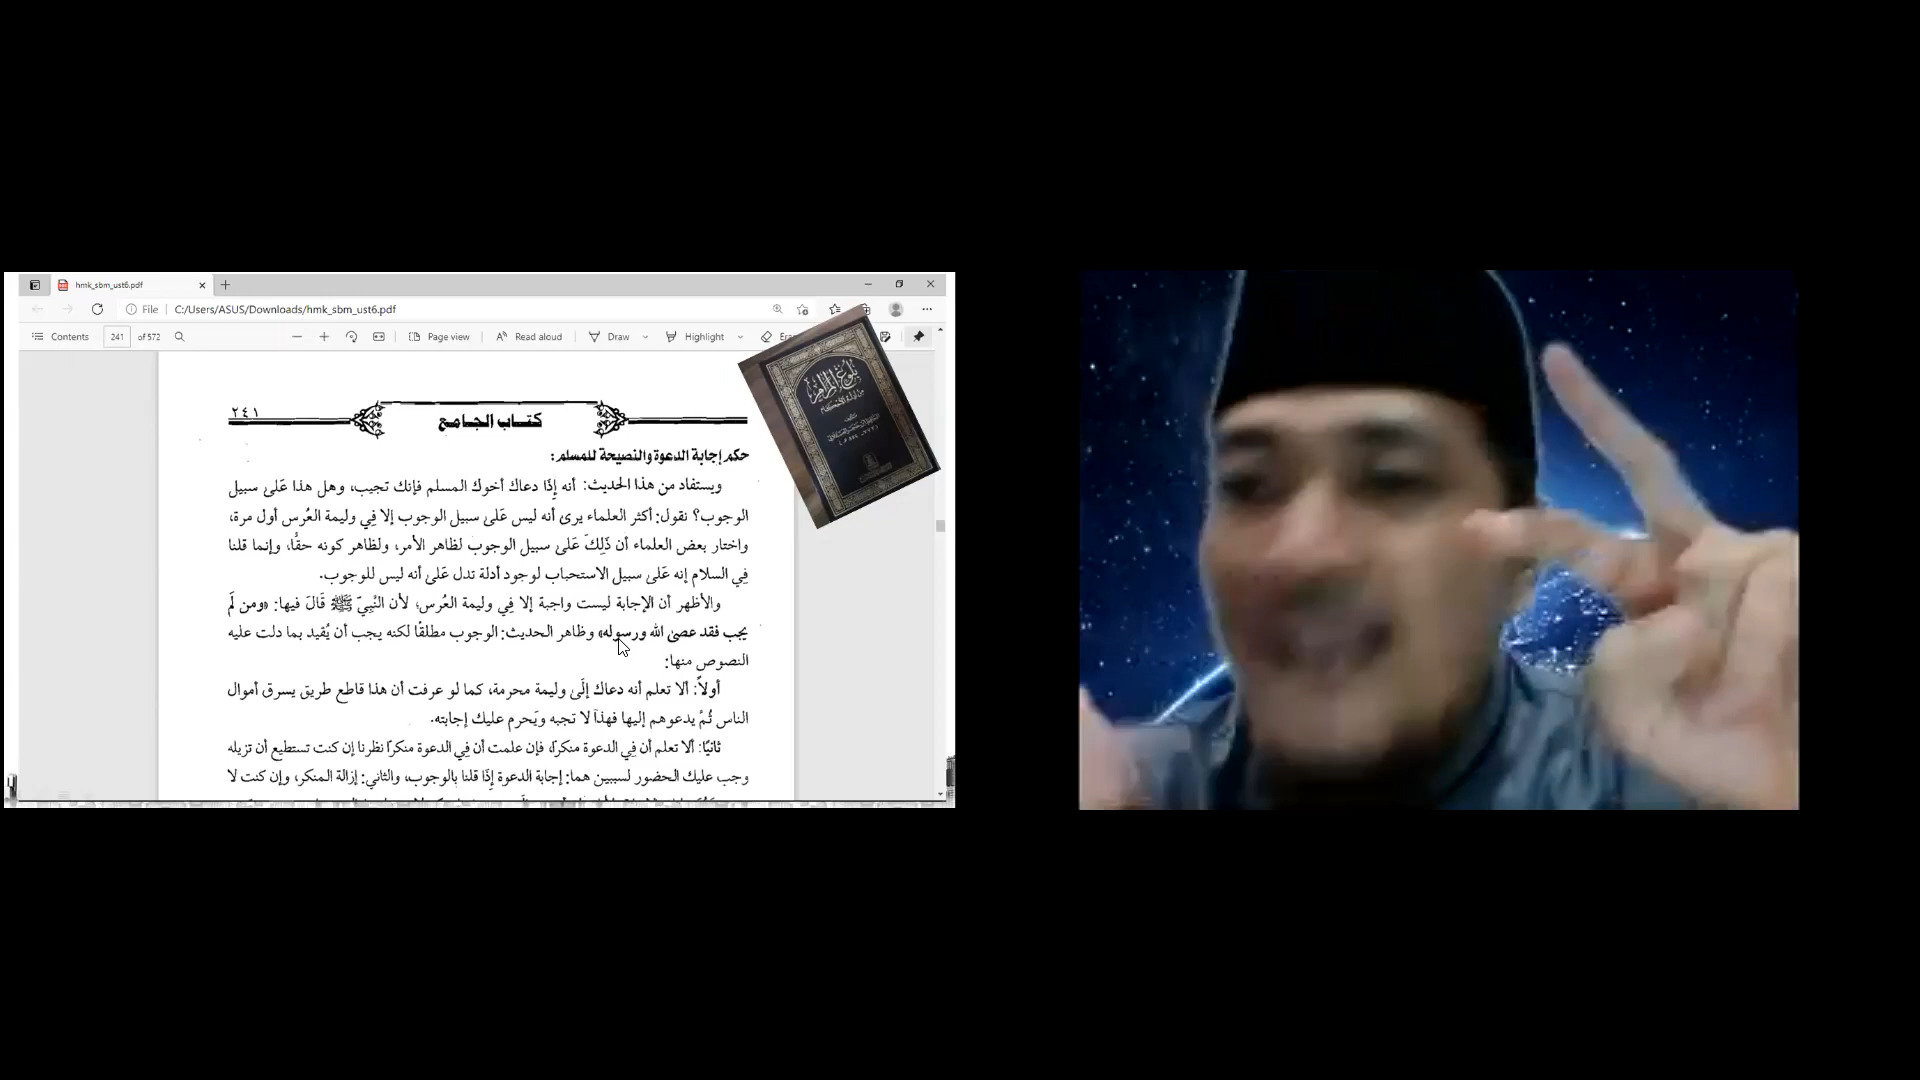 hmk_sbm_ust6.pdf
File C:/Users/ASUS/Downloads/hmk_sbm_ust6.pdf
Contents 241 of 572 Page view Read aloud Draw Highlight
٢٤١
كتاب الجامع
حكم إجابة الدعوة والنصيحة للمسلم:
ويستفاد من هذا الحديث: أنه إِذَا دعاك أخوك المسلم فإنك تجيب، وهل هذا عَلىٰ سبيل
الوجوب؟ نقول: أكثر العلماء يرىٰ أنه ليس عَلىٰ سبيل الوجوب إلا فِي وليمة العُرس أول مرة،
واختار بعض العلماء أن ذَلِكَ عَلىٰ سبيل الوجوب لظاهر الأمر، ولظاهر كونه حقًّا، وإنما قلنا
فِي السلام إنه عَلىٰ سبيل الاستحباب لوجود أدلة تدل عَلىٰ أنه ليس للوجوب.
والأظهر أن الإجابة ليست واجبة إلا فِي وليمة العُرس؛ لأن النَّبِيّ ﷺ قَالَ فيها: «ومن لَم
يجب فقد عصىٰ الله ورسوله» وظاهر الحديث: الوجوب مطلقًا لكنه يجب أن يُقيد بما دلت عليه
النصوص منها:
أولاً: ألا تعلم أنه دعاك إلَىٰ وليمة محرمة، كما لو عرفت أن هذا قاطع طريق يسرق أموال
الناس ثُمَّ يدعوهم إليها فهذا لا تجبه ويَحرم عليك إجابته.
ثانيًا: ألا تعلم أن فِي الدعوة منكرًا، فإن علمت أن فِي الدعوة منكرًا نظرنا إن كنت تستطيع أن تزيله
وجب عليك الحضور لسببين هما: إجابة الدعوة إِذَا قلنا بالوجوب، والثاني: إزالة المنكر، وإن كنت لا
بلوغ المرام
من أدلة الأحكام